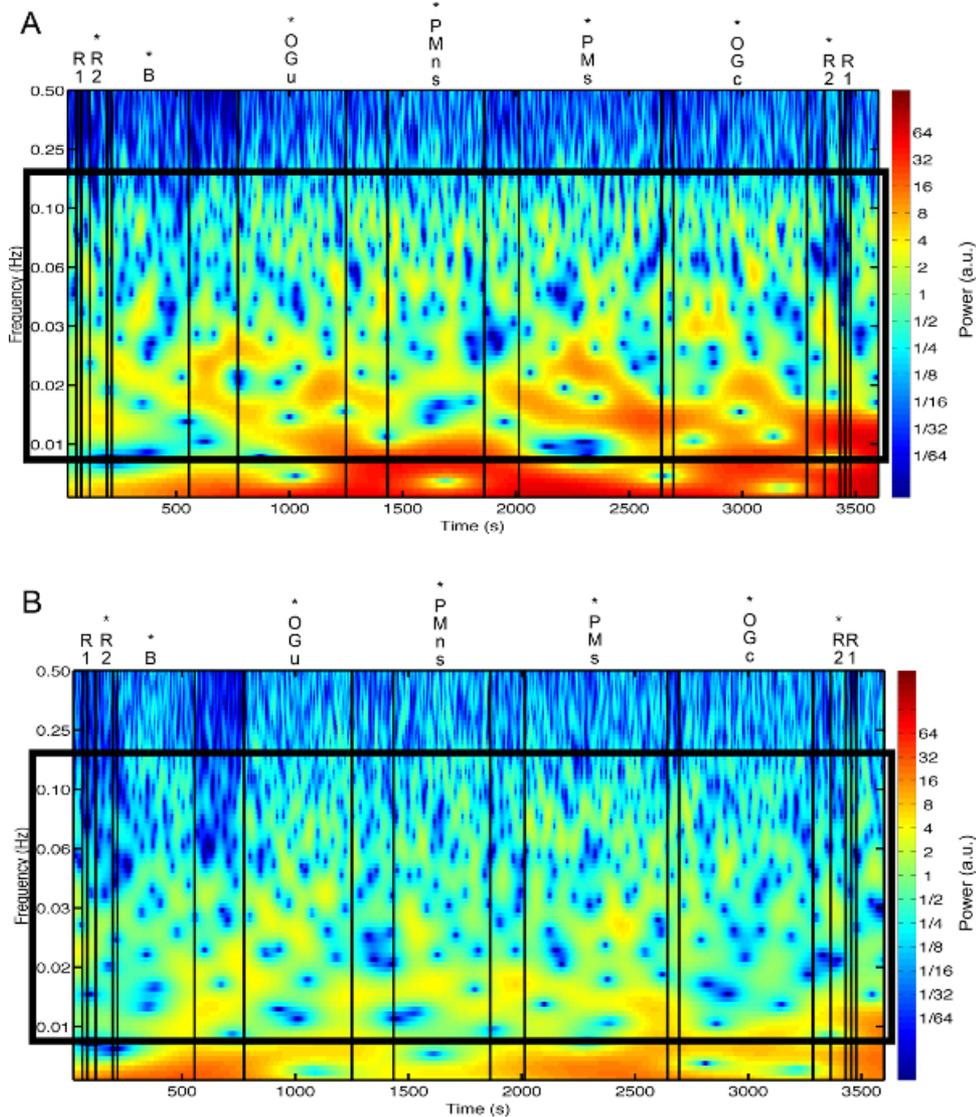 A
* * * * * * *
R 1
R 2
B
O G u
P M n s
P M s
O G c
R 2
R 1
0.50
0.25
0.10
0.06
0.03
0.02
0.01
Frequency (Hz)
500 1000 1500 2000 2500 3000 3500
Time (s)
64
32
16
8
4
2
1
1/2
1/4
1/8
1/16
1/32
1/64
Power (a.u.)
B
* * * * * * *
R 1
R 2
B
O G u
P M n s
P M s
O G c
R 2
R 1
0.50
0.25
0.10
0.06
0.03
0.02
0.01
Frequency (Hz)
500 1000 1500 2000 2500 3000 3500
Time (s)
64
32
16
8
4
2
1
1/2
1/4
1/8
1/16
1/32
1/64
Power (a.u.)